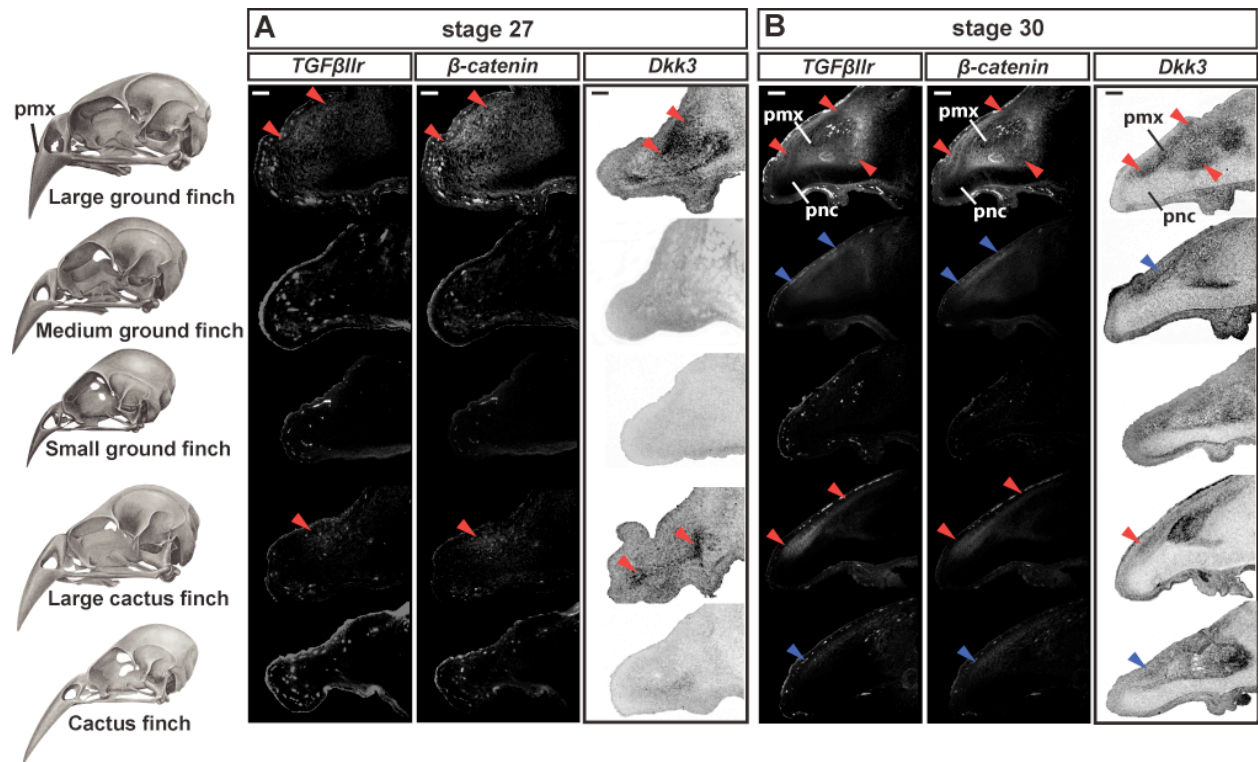 A
stage 27
B
stage 30
TGFβIIr
β-catenin
Dkk3
TGFβIIr
β-catenin
Dkk3
pmx
Large ground finch
pmx
pnc
pmx
pnc
pmx
pnc
Medium ground finch
Small ground finch
Large cactus finch
Cactus finch